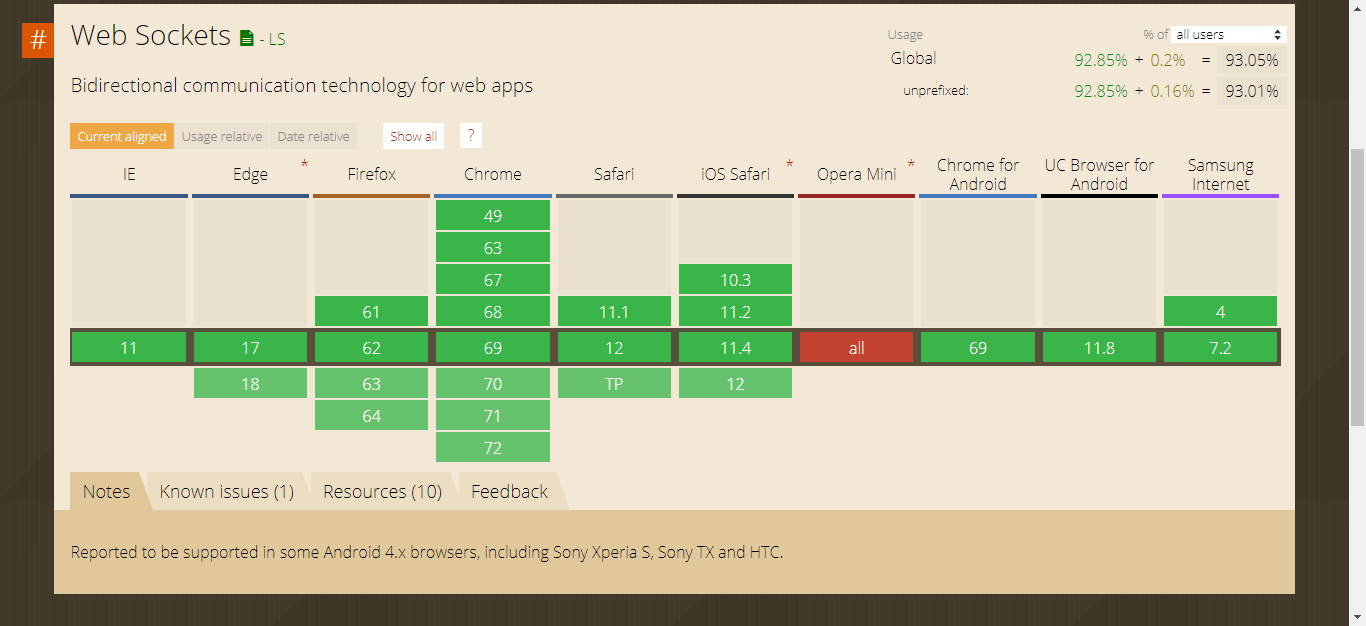 #
Web Sockets - LS
Usage % of all users
Global 92.85% + 0.2% = 93.05%
Bidirectional communication technology for web apps
unprefixed: 92.85% + 0.16% = 93.01%
Current aligned Usage relative Date relative Show all ?
IE Edge * Firefox Chrome Safari iOS Safari * Opera Mini * Chrome for Android UC Browser for Android Samsung Internet
49
63
67 10.3
61 68 11.1 11.2 4
11 17 62 69 12 11.4 all 69 11.8 7.2
18 63 70 TP 12
64 71
72
Notes Known issues (1) Resources (10) Feedback
Reported to be supported in some Android 4.x browsers, including Sony Xperia S, Sony TX and HTC.